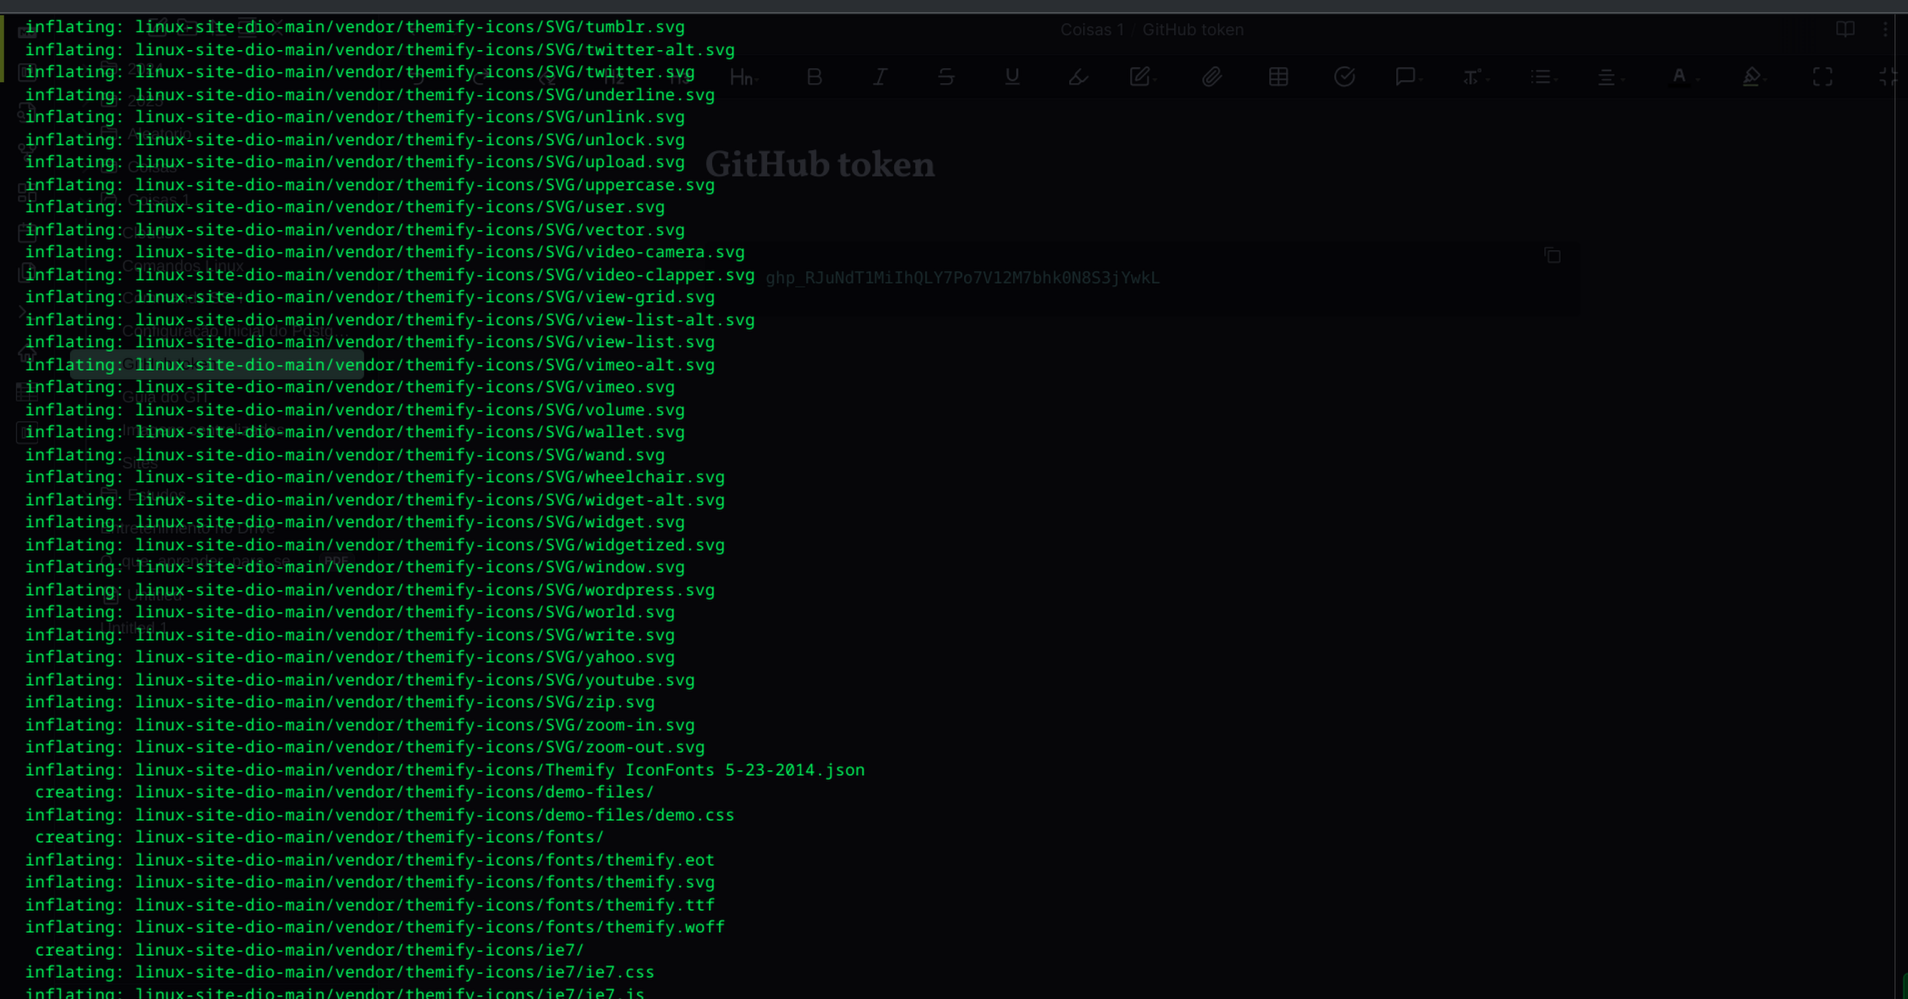 inflating: linux-site-dio-main/vendor/themify-icons/SVG/tumblr.svg
Coisas 1 · GitHub token
inflating: linux-site-dio-main/vendor/themify-icons/SVG/twitter-alt.svg
inflating: linux-site-dio-main/vendor/themify-icons/SVG/twitter.svg
inflating: linux-site-dio-main/vendor/themify-icons/SVG/underline.svg
inflating: linux-site-dio-main/vendor/themify-icons/SVG/unlink.svg
inflating: linux-site-dio-main/vendor/themify-icons/SVG/unlock.svg
inflating: linux-site-dio-main/vendor/themify-icons/SVG/upload.svg
GitHub token
inflating: linux-site-dio-main/vendor/themify-icons/SVG/uppercase.svg
inflating: linux-site-dio-main/vendor/themify-icons/SVG/user.svg
inflating: linux-site-dio-main/vendor/themify-icons/SVG/vector.svg
inflating: linux-site-dio-main/vendor/themify-icons/SVG/video-camera.svg
inflating: linux-site-dio-main/vendor/themify-icons/SVG/video-clapper.svg
[GitHub access token omitted]
inflating: linux-site-dio-main/vendor/themify-icons/SVG/view-grid.svg
inflating: linux-site-dio-main/vendor/themify-icons/SVG/view-list-alt.svg
inflating: linux-site-dio-main/vendor/themify-icons/SVG/view-list.svg
inflating: linux-site-dio-main/vendor/themify-icons/SVG/vimeo-alt.svg
inflating: linux-site-dio-main/vendor/themify-icons/SVG/vimeo.svg
inflating: linux-site-dio-main/vendor/themify-icons/SVG/volume.svg
inflating: linux-site-dio-main/vendor/themify-icons/SVG/wallet.svg
inflating: linux-site-dio-main/vendor/themify-icons/SVG/wand.svg
inflating: linux-site-dio-main/vendor/themify-icons/SVG/wheelchair.svg
inflating: linux-site-dio-main/vendor/themify-icons/SVG/widget-alt.svg
inflating: linux-site-dio-main/vendor/themify-icons/SVG/widget.svg
inflating: linux-site-dio-main/vendor/themify-icons/SVG/widgetized.svg
inflating: linux-site-dio-main/vendor/themify-icons/SVG/window.svg
inflating: linux-site-dio-main/vendor/themify-icons/SVG/wordpress.svg
inflating: linux-site-dio-main/vendor/themify-icons/SVG/world.svg
inflating: linux-site-dio-main/vendor/themify-icons/SVG/write.svg
inflating: linux-site-dio-main/vendor/themify-icons/SVG/yahoo.svg
inflating: linux-site-dio-main/vendor/themify-icons/SVG/youtube.svg
inflating: linux-site-dio-main/vendor/themify-icons/SVG/zip.svg
inflating: linux-site-dio-main/vendor/themify-icons/SVG/zoom-in.svg
inflating: linux-site-dio-main/vendor/themify-icons/SVG/zoom-out.svg
inflating: linux-site-dio-main/vendor/themify-icons/Themify IconFonts 5-23-2014.json
creating: linux-site-dio-main/vendor/themify-icons/demo-files/
inflating: linux-site-dio-main/vendor/themify-icons/demo-files/demo.css
creating: linux-site-dio-main/vendor/themify-icons/fonts/
inflating: linux-site-dio-main/vendor/themify-icons/fonts/themify.eot
inflating: linux-site-dio-main/vendor/themify-icons/fonts/themify.svg
inflating: linux-site-dio-main/vendor/themify-icons/fonts/themify.ttf
inflating: linux-site-dio-main/vendor/themify-icons/fonts/themify.woff
creating: linux-site-dio-main/vendor/themify-icons/ie7/
inflating: linux-site-dio-main/vendor/themify-icons/ie7/ie7.css
inflating: linux-site-dio-main/vendor/themify-icons/ie7/ie7.js